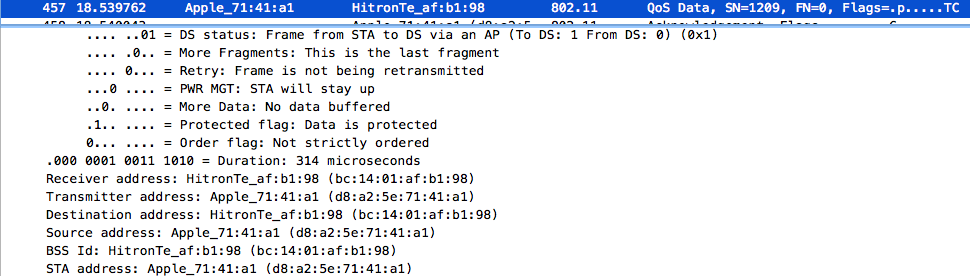 457 18.539762 Apple_71:41:a1 HitronTe_af:b1:98 802.11 QoS Data, SN=1209, FN=0, Flags=.p.....TC
.... ..01 = DS status: Frame from STA to DS via an AP (To DS: 1 From DS: 0) (0x1)
.... .0.. = More Fragments: This is the last fragment
.... 0... = Retry: Frame is not being retransmitted
...0 .... = PWR MGT: STA will stay up
..0. .... = More Data: No data buffered
.1.. .... = Protected flag: Data is protected
0... .... = Order flag: Not strictly ordered
.000 0001 0011 1010 = Duration: 314 microseconds
Receiver address: HitronTe_af:b1:98 (bc:14:01:af:b1:98)
Transmitter address: Apple_71:41:a1 (d8:a2:5e:71:41:a1)
Destination address: HitronTe_af:b1:98 (bc:14:01:af:b1:98)
Source address: Apple_71:41:a1 (d8:a2:5e:71:41:a1)
BSS Id: HitronTe_af:b1:98 (bc:14:01:af:b1:98)
STA address: Apple_71:41:a1 (d8:a2:5e:71:41:a1)